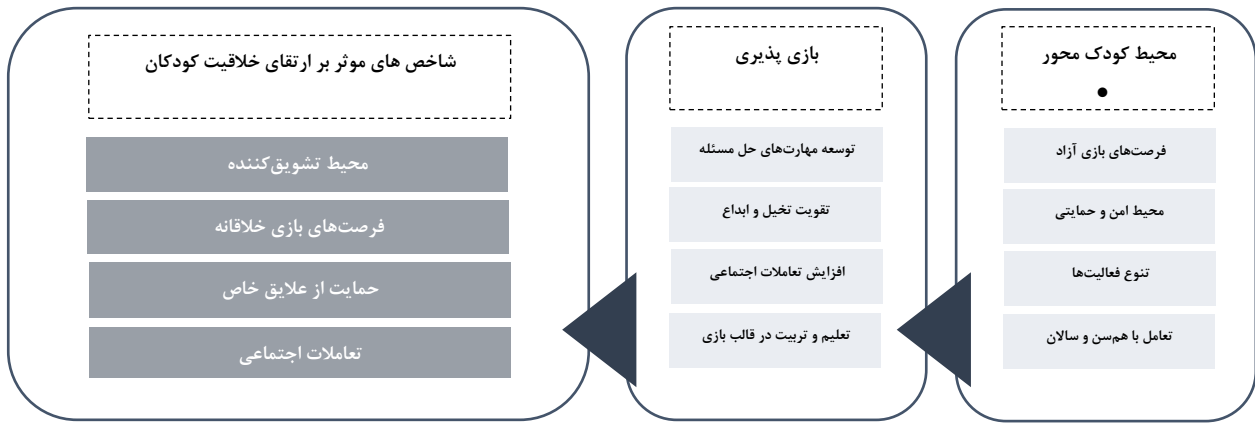 محیط کودک محور
•
فرصت‌های بازی آزاد
محیط امن و حمایتی
تنوع فعالیت‌ها
تعامل با هم‌سن و سالان
بازی پذیری
توسعه مهارت‌های حل مسئله
تقویت تخیل و ابداع
افزایش تعاملات اجتماعی
تعلیم و تربیت در قالب بازی
شاخص های موثر بر ارتقای خلاقیت کودکان
محیط تشویق‌کننده
فرصت‌های بازی خلاقانه
حمایت از علایق خاص
تعاملات اجتماعی